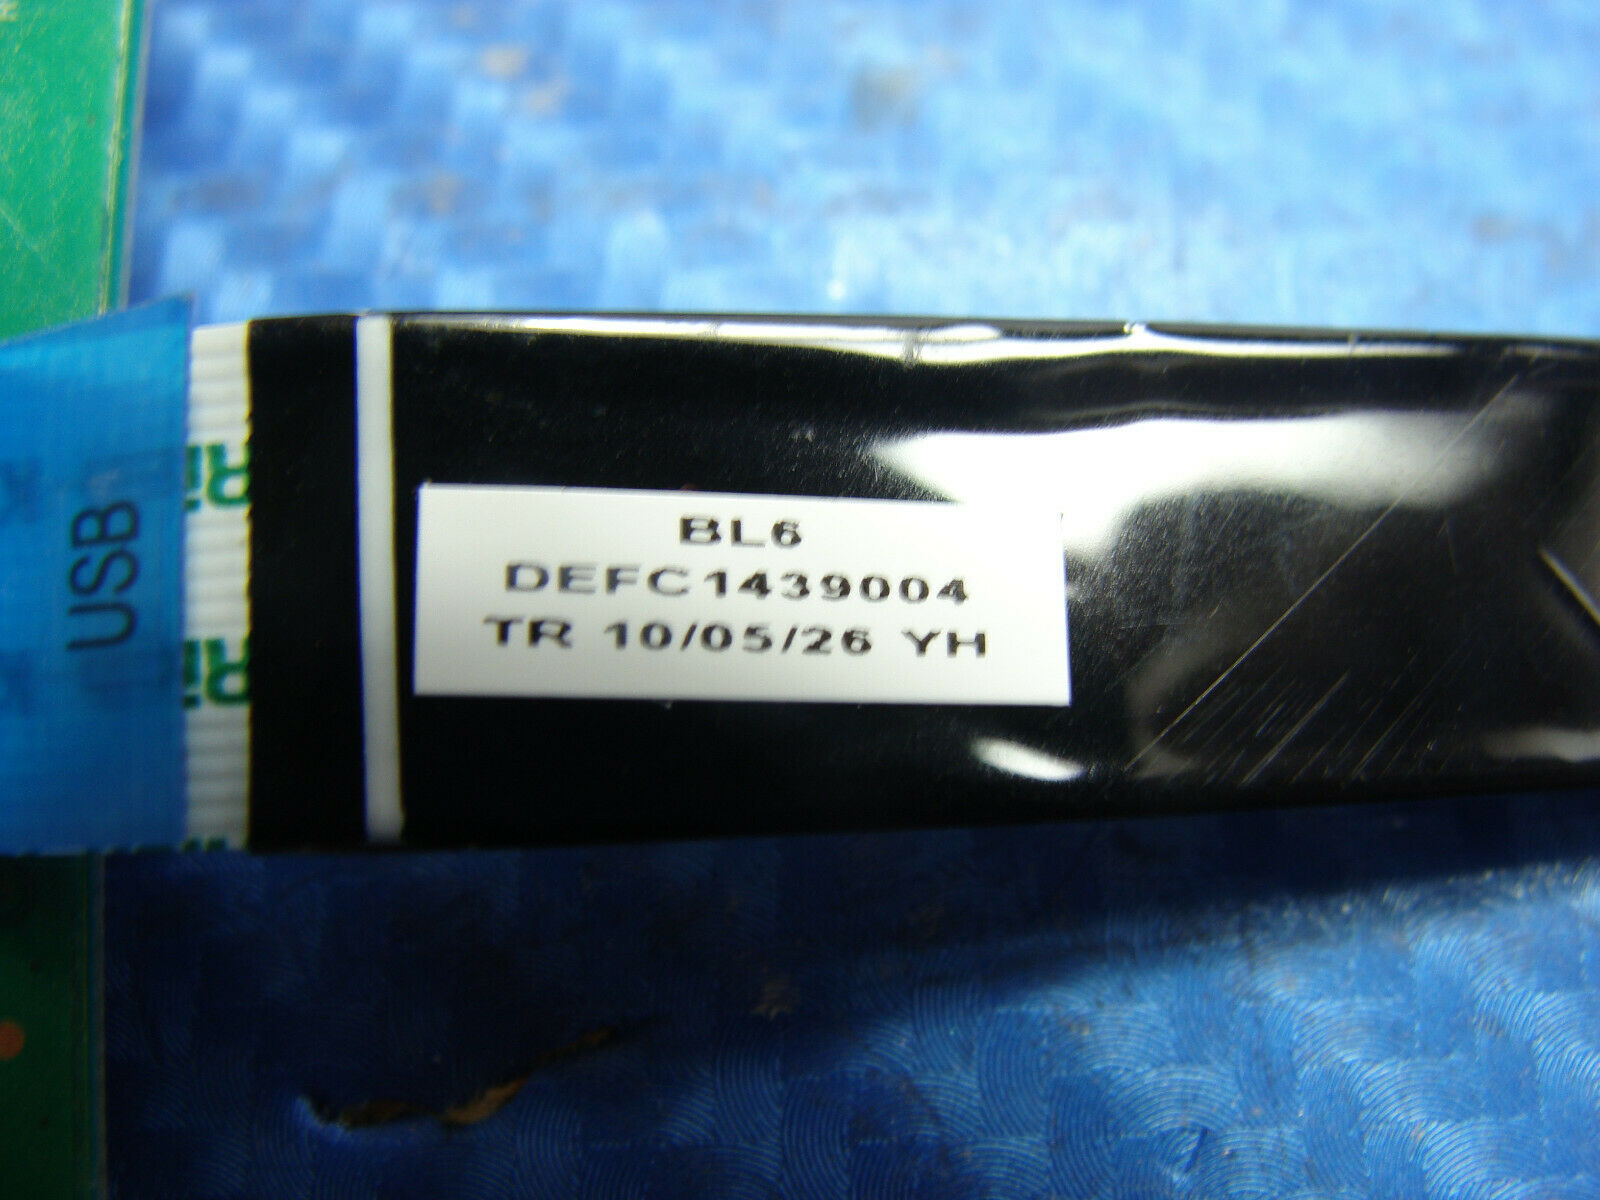 BL6
DEFC1439004
TR 10/05/26 YH
USB